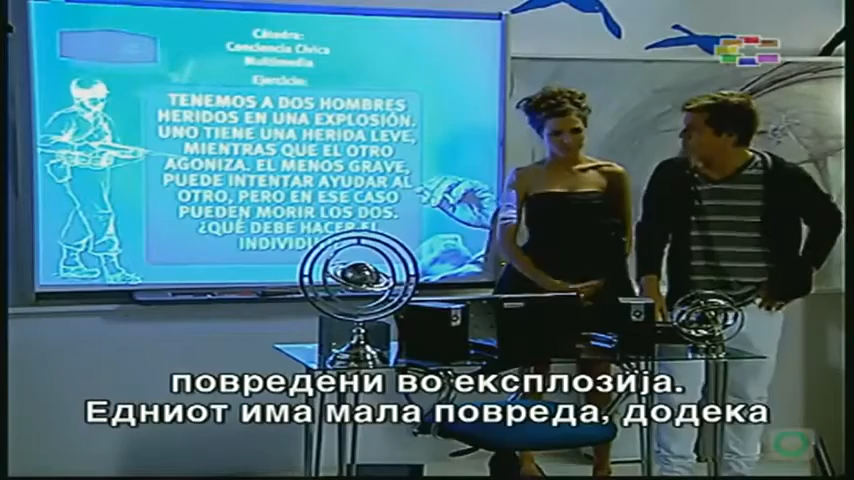 Cátedra:
Conciencia Cívica
Multimedia
Ejercicio:
TENEMOS A DOS HOMBRES
HERIDOS EN UNA EXPLOSIÓN.
UNO TIENE UNA HERIDA LEVE,
MIENTRAS QUE EL OTRO
AGONIZA. EL MENOS GRAVE,
PUEDE INTENTAR AYUDAR AL
OTRO, PERO EN ESE CASO
PUEDEN MORIR LOS DOS.
¿QUÉ DEBE HACER EL
повредени во експлозија.
Едниот има мала повреда, додека